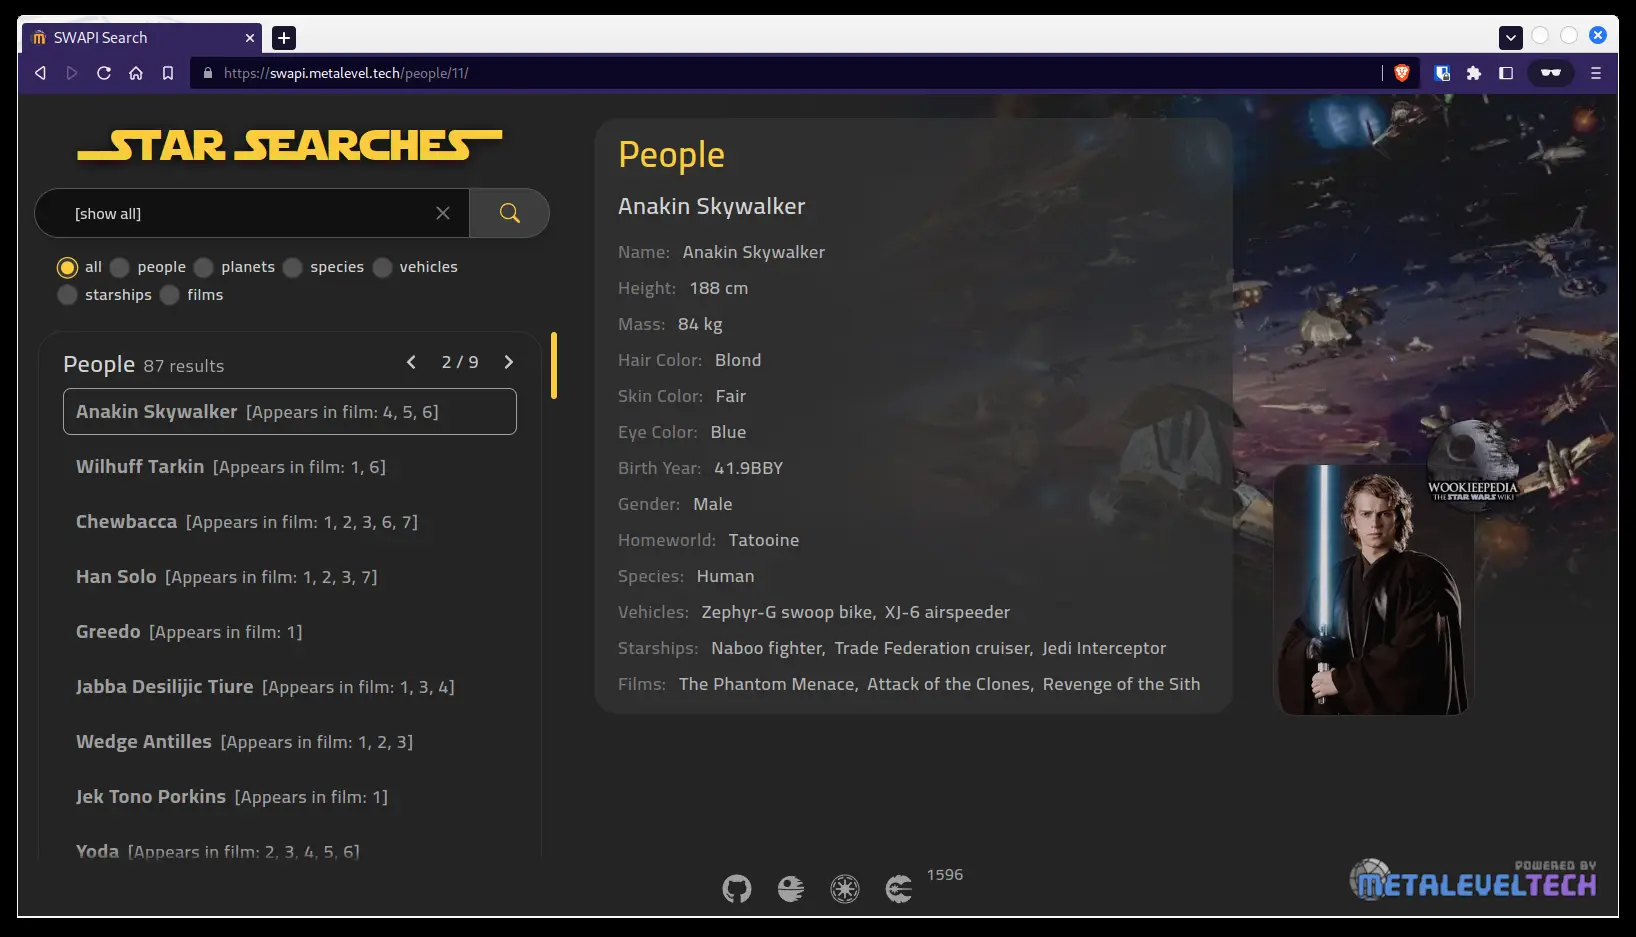 SWAPI Search
https://swapi.metalevel.tech/people/11/
STAR SEARCHES
[show all]
all people planets species vehicles
starships films
People 87 results 2 / 9
Anakin Skywalker [Appears in film: 4, 5, 6]
Wilhuff Tarkin [Appears in film: 1, 6]
Chewbacca [Appears in film: 1, 2, 3, 6, 7]
Han Solo [Appears in film: 1, 2, 3, 7]
Greedo [Appears in film: 1]
Jabba Desilijic Tiure [Appears in film: 1, 3, 4]
Wedge Antilles [Appears in film: 1, 2, 3]
Jek Tono Porkins [Appears in film: 1]
Yoda [Appears in film: 2, 3, 4, 5, 6]
People
Anakin Skywalker
Name: Anakin Skywalker
Height: 188 cm
Mass: 84 kg
Hair Color: Blond
Skin Color: Fair
Eye Color: Blue
Birth Year: 41.9BBY
Gender: Male
Homeworld: Tatooine
Species: Human
Vehicles: Zephyr-G swoop bike, XJ-6 airspeeder
Starships: Naboo fighter, Trade Federation cruiser, Jedi Interceptor
Films: The Phantom Menace, Attack of the Clones, Revenge of the Sith
WOOKIEEPEDIA
THE STAR WARS WIKI
1596
POWERED BY
METALEVELTECH